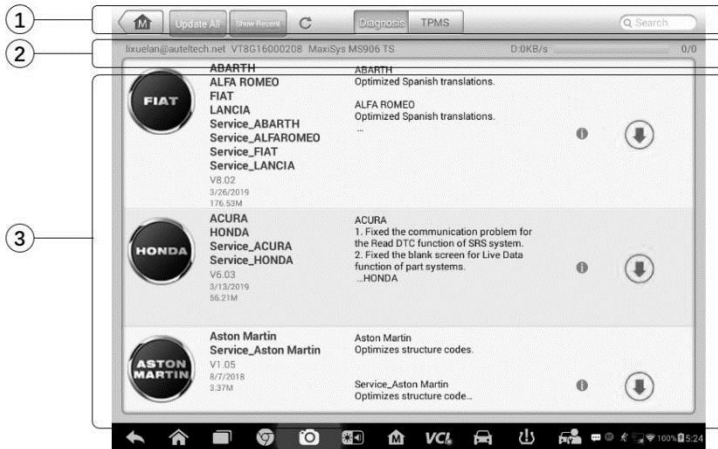 1
Update All Show Recent Diagnosis TPMS Search
2
lixuelan@auteltech.net VT8G16000208 MaxiSys MS906 TS D:0KB/s 0/0
3
FIAT
ABARTH
ALFA ROMEO
FIAT
LANCIA
Service_ABARTH
Service_ALFAROMEO
Service_FIAT
Service_LANCIA
V8.02
3/26/2019
176.53M
ABARTH
Optimized Spanish translations.
ALFA ROMEO
Optimized Spanish translations.
...
HONDA
ACURA
HONDA
Service_ACURA
Service_HONDA
V6.03
3/13/2019
56.21M
ACURA
1. Fixed the communication problem for
the Read DTC function of SRS system.
2. Fixed the blank screen for Live Data
function of part systems.
...HONDA
ASTON
MARTIN
Aston Martin
Service_Aston Martin
V1.05
8/7/2018
3.37M
Aston Martin
Optimizes structure codes.
Service_Aston Martin
Optimizes structure code...
M VCI 100% 5:24